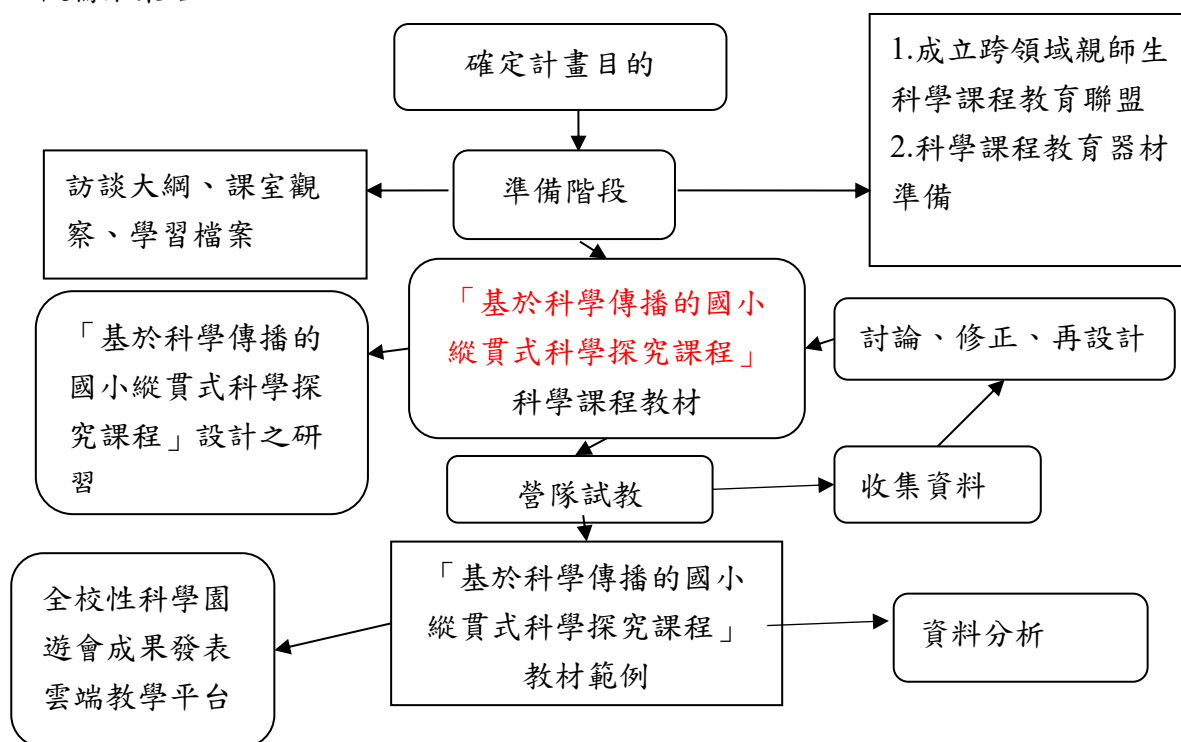 確定計畫目的
1.成立跨領域親師生
科學課程教育聯盟
2.科學課程教育器材
準備
訪談大綱、課室觀
察、學習檔案
準備階段
「基於科學傳播的國小
縱貫式科學探究課程」
科學課程教材
討論、修正、再設計
「基於科學傳播的
國小縱貫式科學探
究課程」設計之研
習
營隊試教
收集資料
全校性科學園
遊會成果發表
雲端教學平台
「基於科學傳播的國小
縱貫式科學探究課程」
教材範例
資料分析